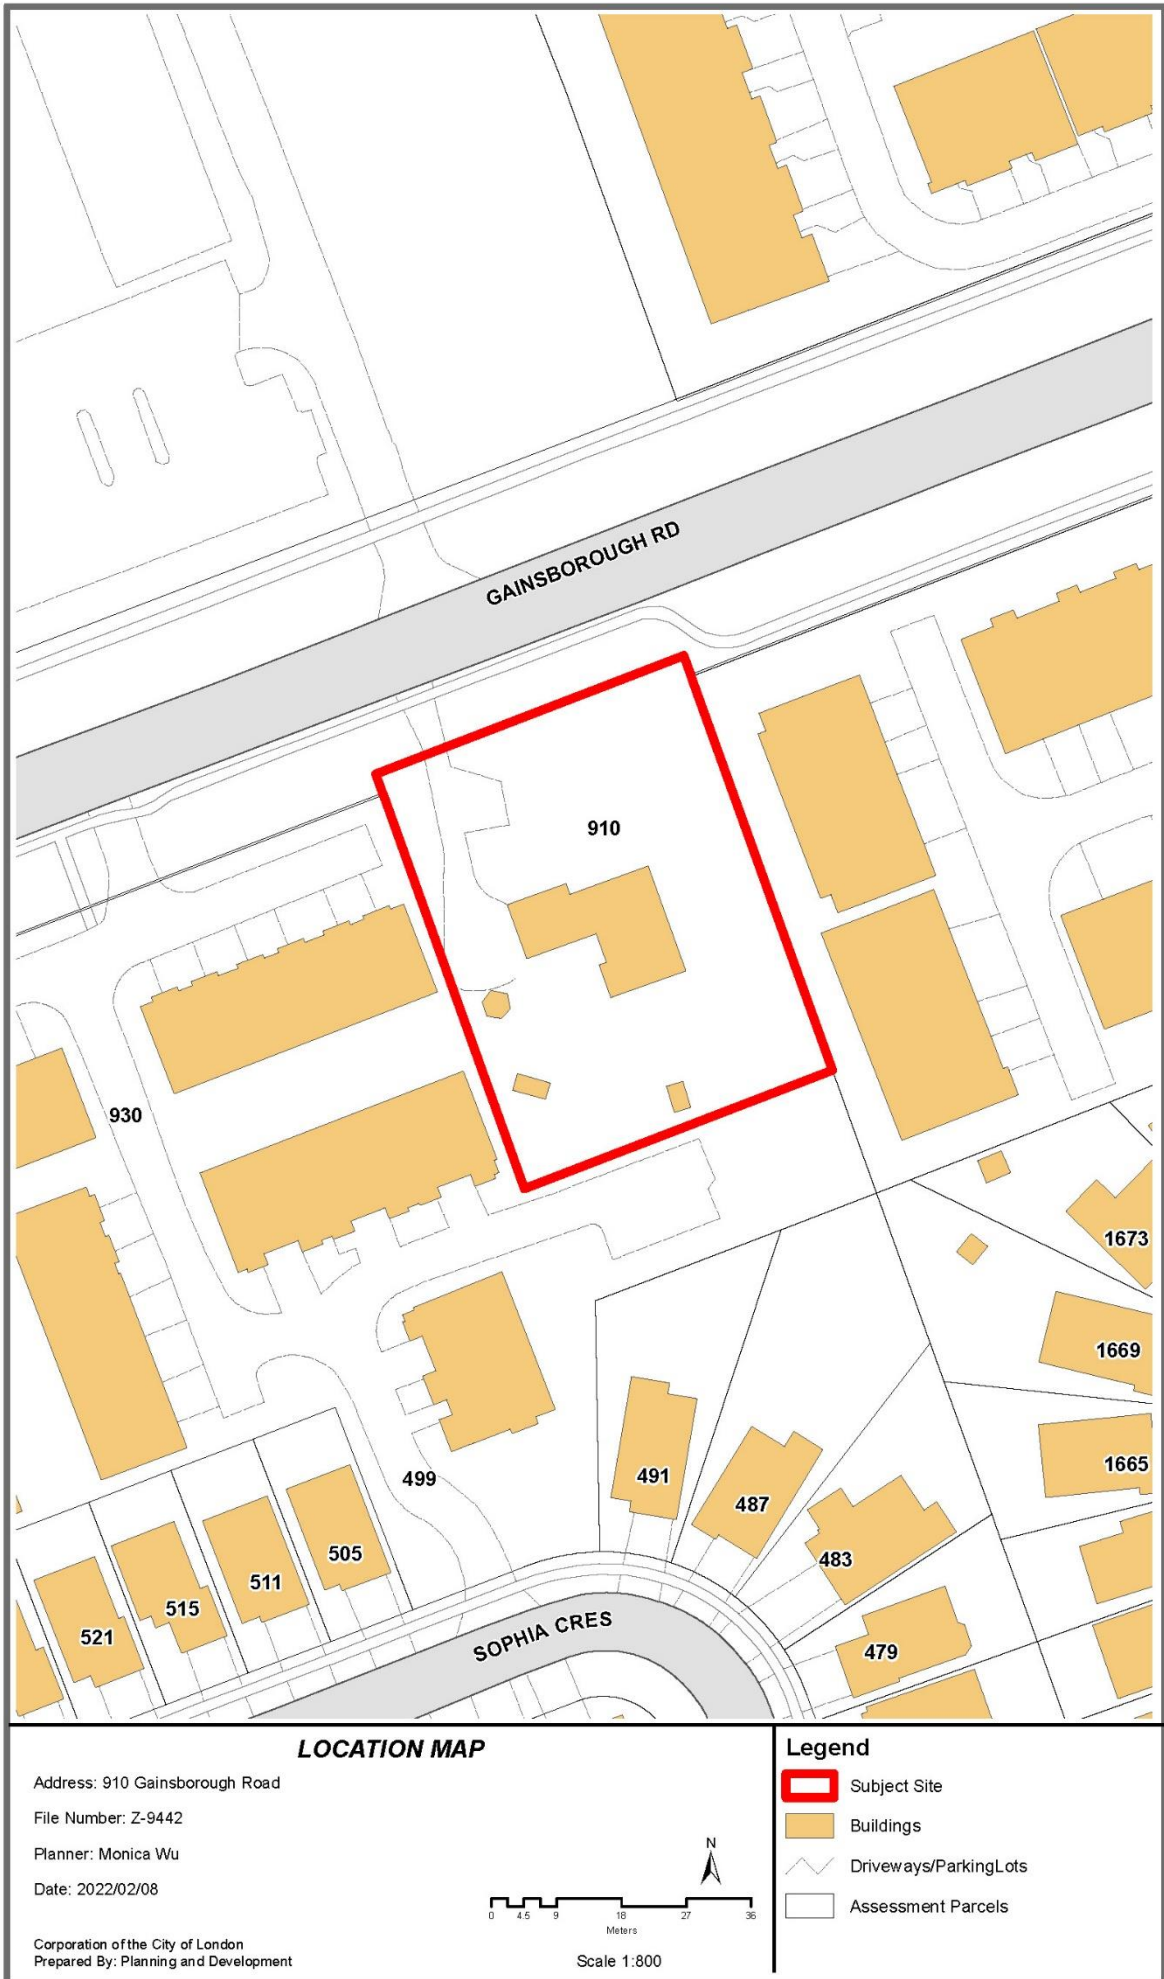 GAINSBOROUGH RD
910
930
1673
1669
1665
491
487
499
483
505
511
515
521
SOPHIA CRES
479
LOCATION MAP
Address: 910 Gainsborough Road
File Number: Z-9442
Planner: Monica Wu
Date: 2022/02/08
Corporation of the City of London
Prepared By: Planning and Development
N
0 4.5 9 18 27 36
Meters
Scale 1:800
Legend
Subject Site
Buildings
Driveways/ParkingLots
Assessment Parcels